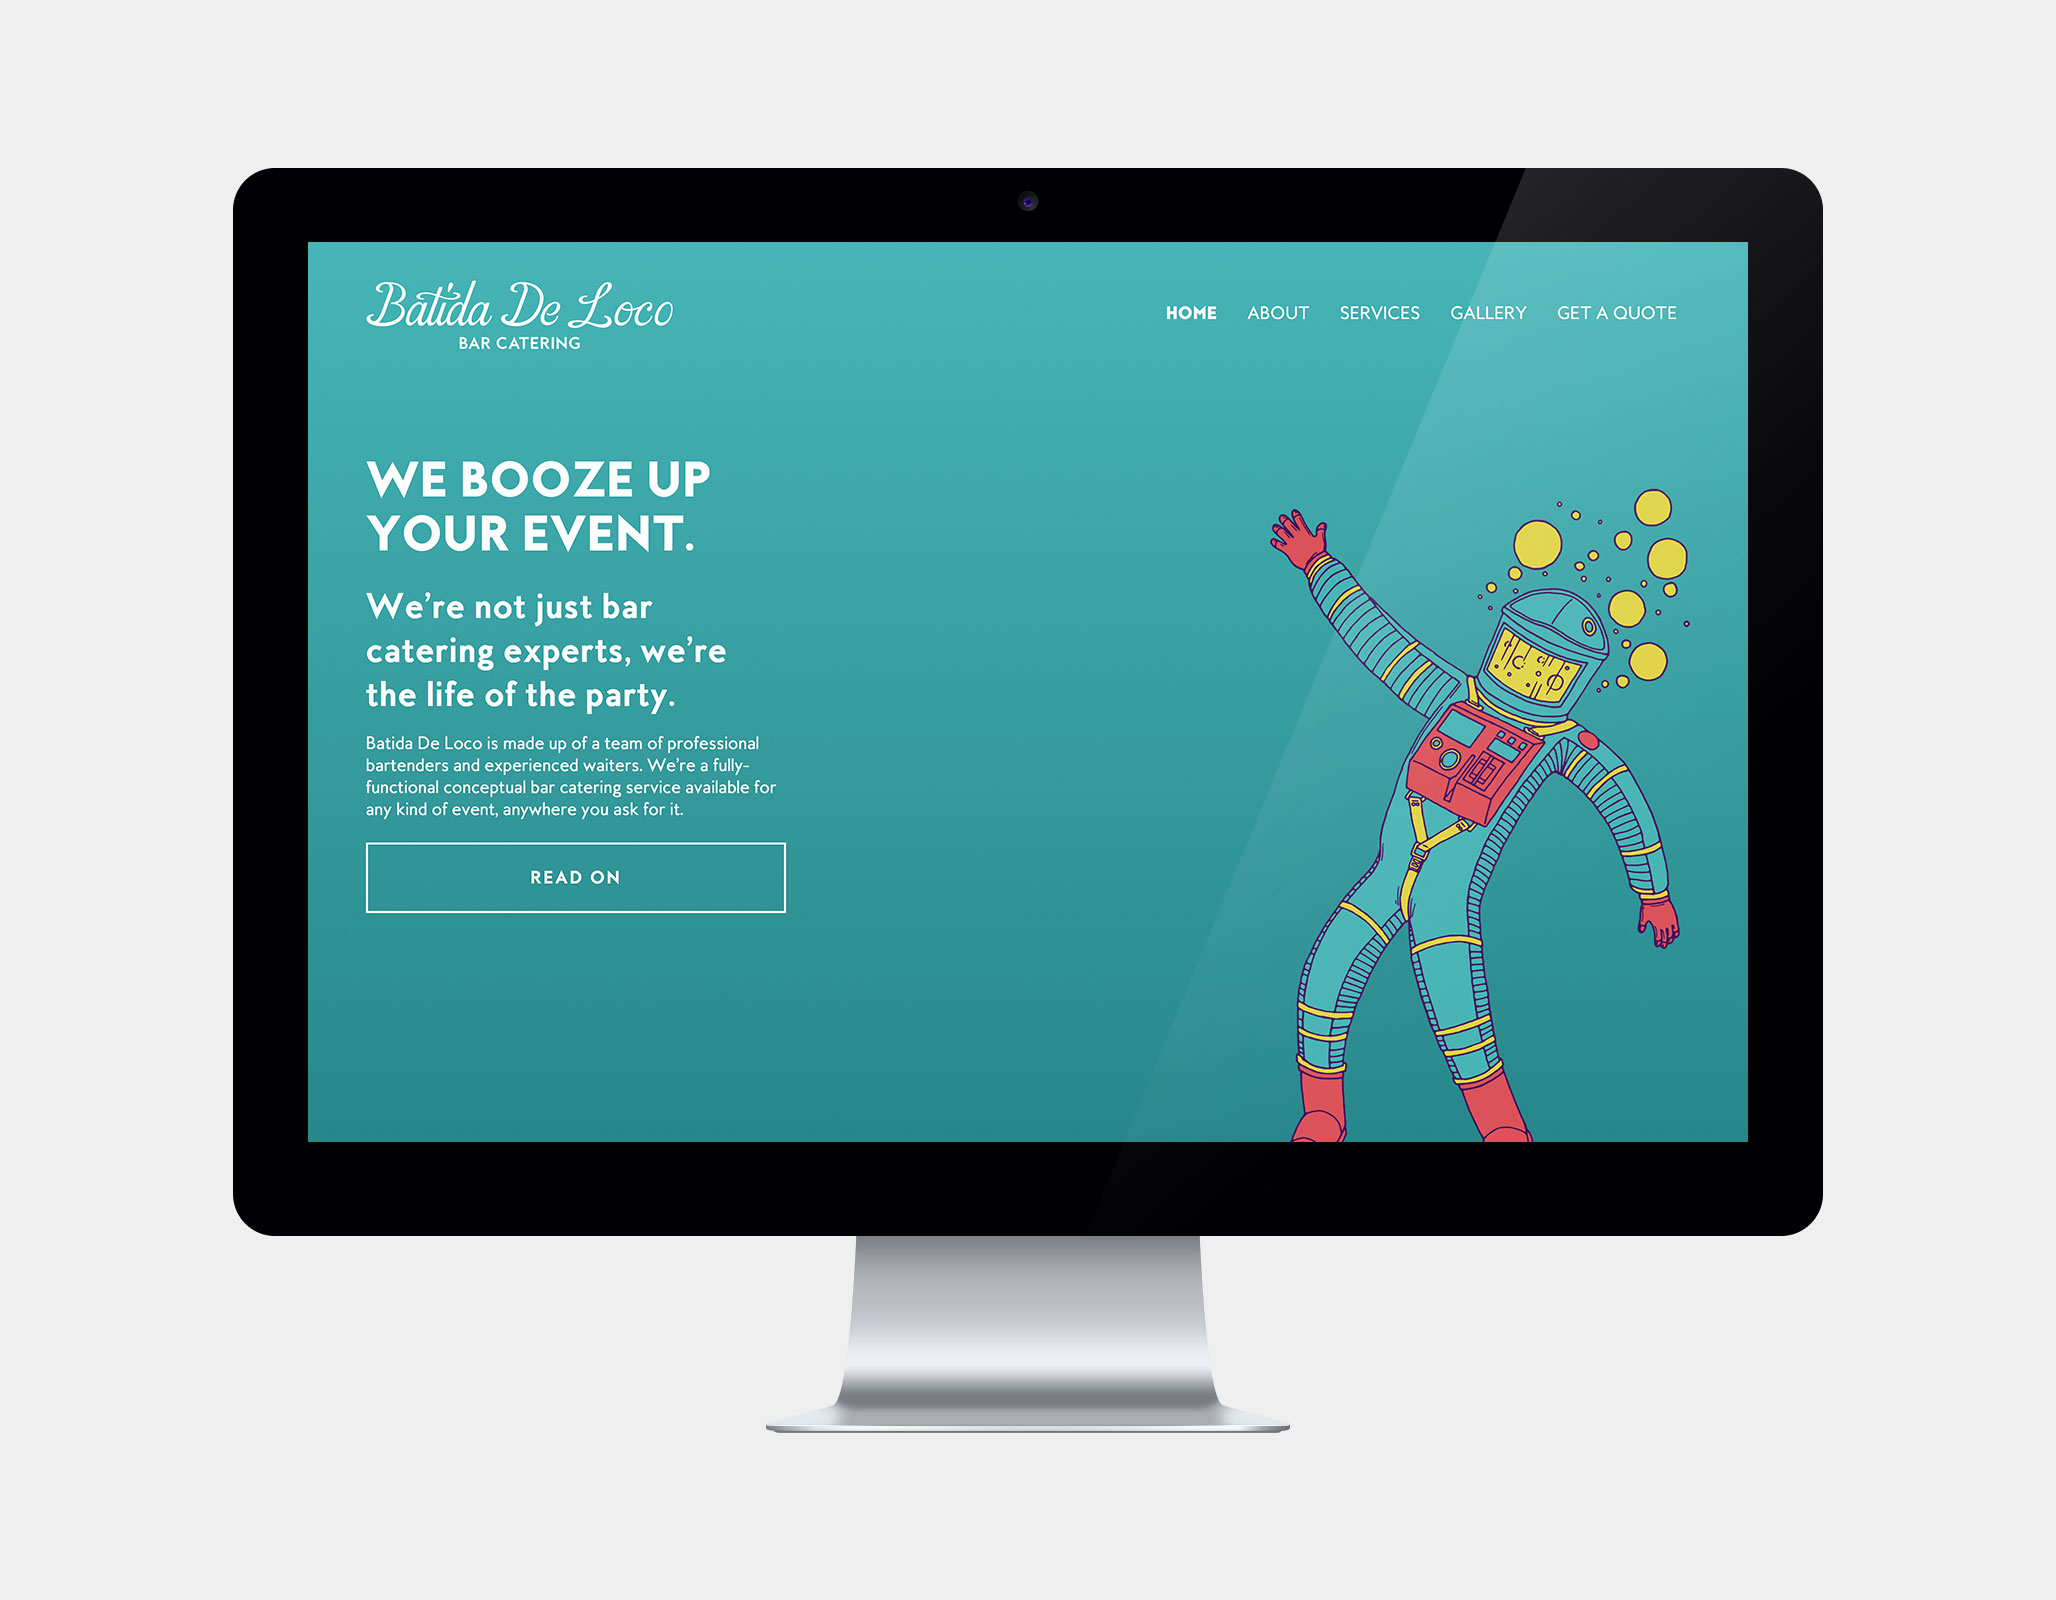 Batida De Loco
BAR CATERING
HOME ABOUT SERVICES GALLERY GET A QUOTE
WE BOOZE UP
YOUR EVENT.
We're not just bar
catering experts, we're
the life of the party.
Batida De Loco is made up of a team of professional
bartenders and experienced waiters. We're a fully-
functional conceptual bar catering service available for
any kind of event, anywhere you ask for it.
READ ON